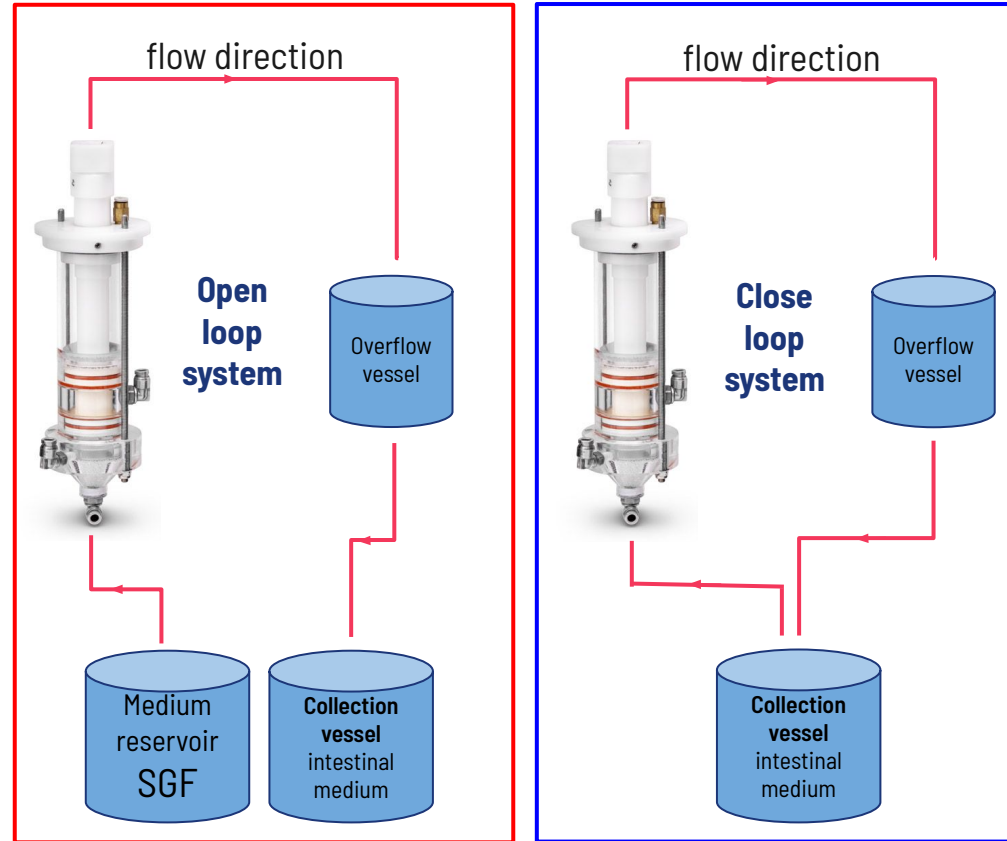 flow direction
Open
loop
system
Overflow
vessel
Medium
reservoir
SGF
Collection
vessel
intestinal
medium
flow direction
Close
loop
system
Overflow
vessel
Collection
vessel
intestinal
medium